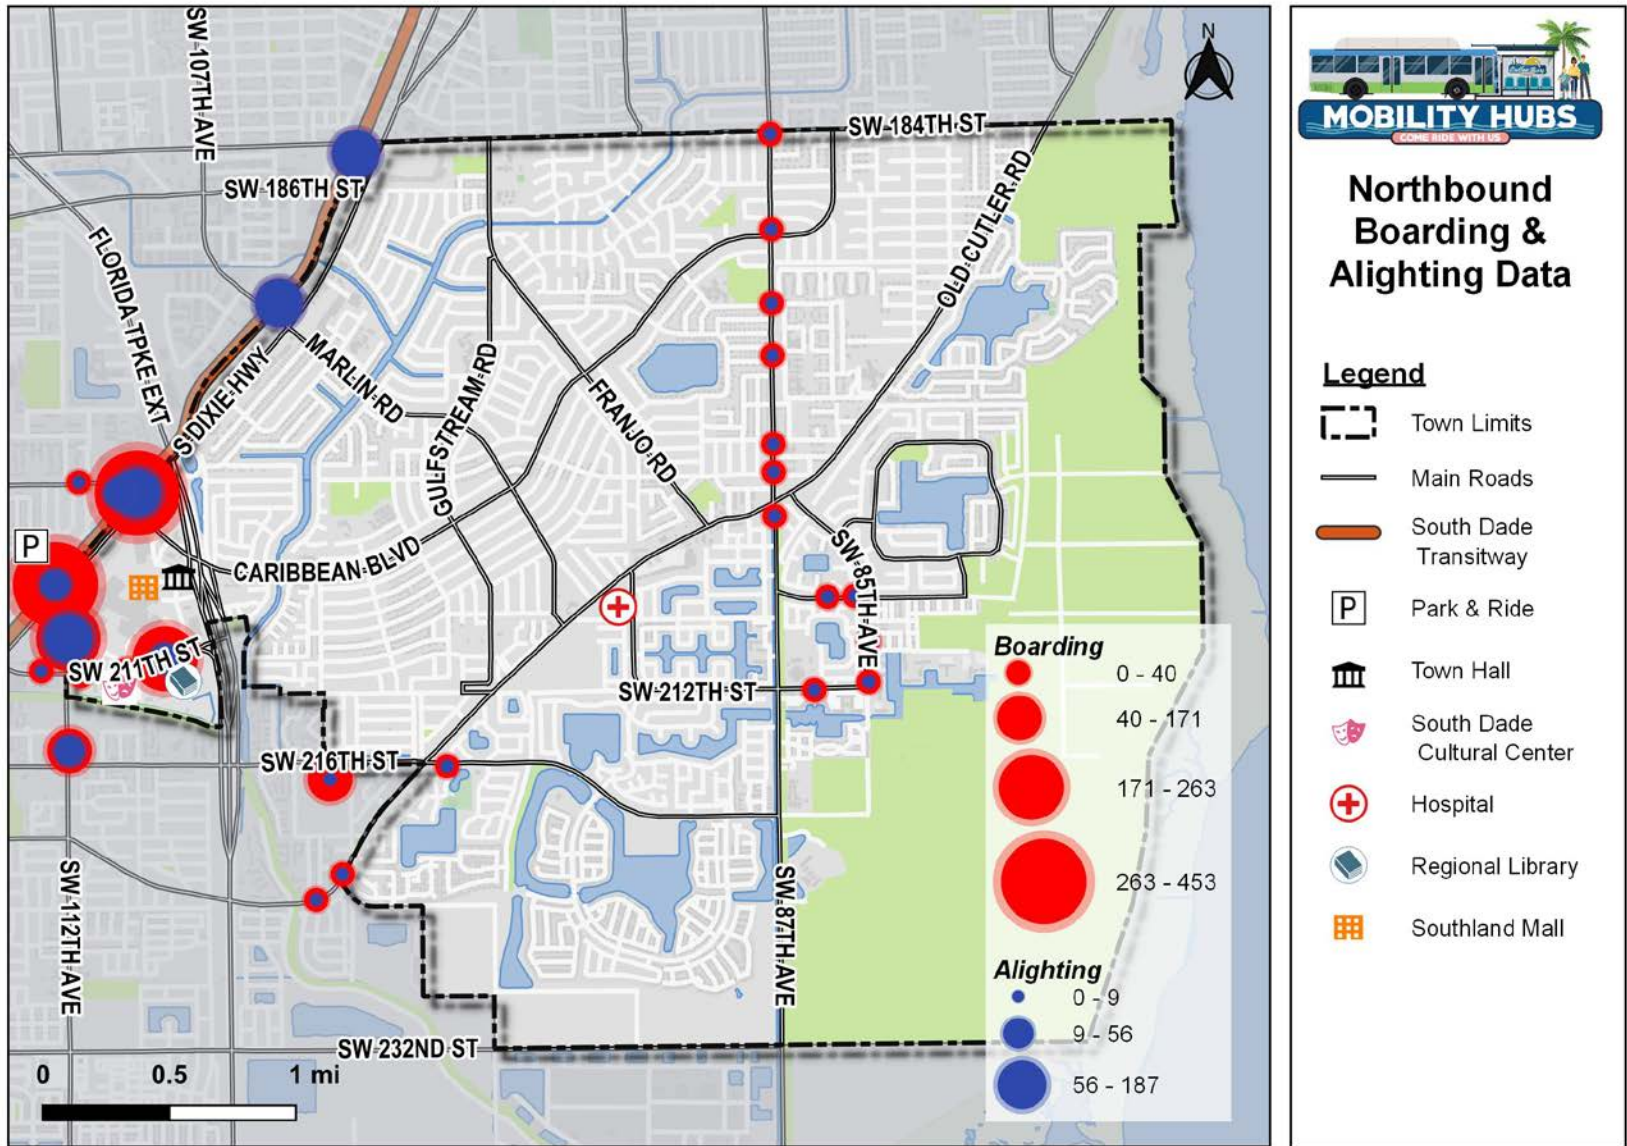 SW 107TH AVE
N
SW 184TH ST
SW 186TH ST
OLD CUTLER RD
FLORIDA TPKE EXT
S DIXIE HWY
MARLIN RD
GULFSTREAM RD
FRANJO RD
P
CARIBBEAN BLVD
SW 85TH AVE
SW 211TH ST
SW 212TH ST
SW 216TH ST
SW 112TH AVE
SW 87TH AVE
SW 232ND ST
0 0.5 1 mi
Boarding
0 - 40
40 - 171
171 - 263
263 - 453
Alighting
0 - 9
9 - 56
56 - 187
MOBILITY HUBS
COME RIDE WITH US
Northbound
Boarding &
Alighting Data
Legend
Town Limits
Main Roads
South Dade
Transitway
P Park & Ride
Town Hall
South Dade
Cultural Center
Hospital
Regional Library
Southland Mall